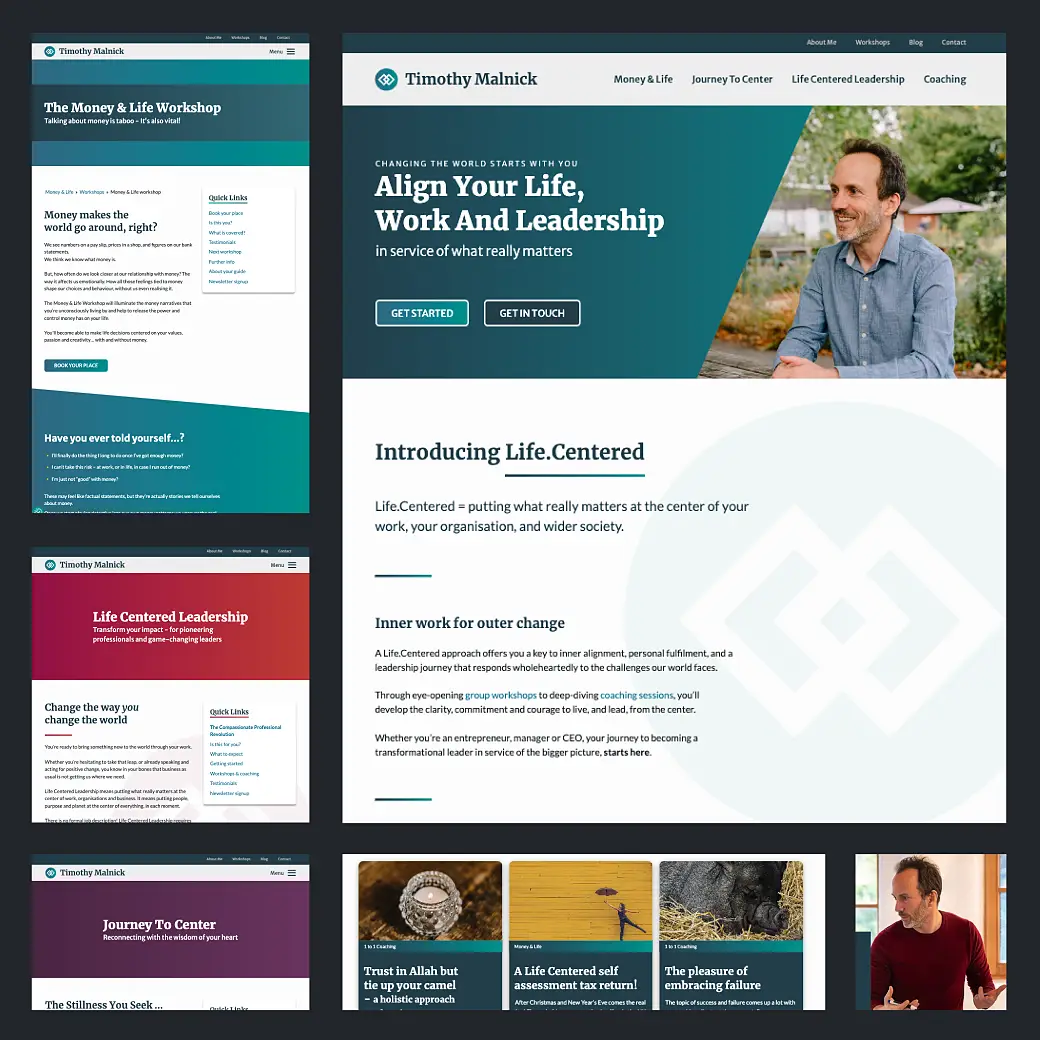 About Me Workshops Blog Contact
Timothy Malnick
Menu
The Money & Life Workshop
Talking about money is taboo - It's also vital!
Money & Life Workshops Money & Life workshop
Money makes the
world go around, right?
We see numbers on a pay slip, prices in a shop, and figures on our bank
statements.
We think we know what money is.
But, how often do we look closer at our relationship with money? The
way it affects us emotionally. How all those feelings tied to money
shape our choices and behaviour, without us even realising it.
The Money & Life Workshop will illuminate the money narratives that
you're unconsciously living and help to release the power and
control money has on your life.
You'll become able to make life decisions centered on your values,
passion and creativity... with and without money.
BOOK YOUR PLACE
Quick Links
Book your place
Is this you?
What is covered?
Testimonials
Next workshop
Further info
About your guide
Newsletter signup
Have you ever told yourself...?
I'll finally do the thing I long to do once I've got enough money?
I can't take this risk - at work, or in life, in case I run out of money?
I'm just not "good" with money?
These may feel like factual statements, but they're actually stories we tell ourselves
about money.
About Me Workshops Blog Contact
Timothy Malnick
Money & Life Journey To Center Life Centered Leadership Coaching
CHANGING THE WORLD STARTS WITH YOU
Align Your Life,
Work And Leadership
in service of what really matters
GET STARTED GET IN TOUCH
Introducing Life.Centered
Life.Centered = putting what really matters at the center of your
work, your organisation, and wider society.
Inner work for outer change
A Life.Centered approach offers you a key to inner alignment, personal fulfilment, and a
leadership journey that responds wholeheartedly to the challenges our world faces.
Through eye-opening group workshops to deep-diving coaching sessions, you'll
develop the clarity, commitment and courage to live, and lead, from the center.
Whether you're an entrepreneur, manager or CEO, your journey to becoming a
transformational leader in service of the bigger picture, starts here.
About Me Workshops Blog Contact
Timothy Malnick
Menu
Life Centered Leadership
Transform your impact - for pioneering
professionals and game-changing leaders
Change the way you
change the world
You're ready to bring something new to the world through your work.
Whether you're hesitating to take that leap, or already speaking and
acting for positive change, you know in your bones that business as
usual is not getting us where we need.
Life Centered Leadership means putting what really matters at the
center of work, organisations and business. It means putting people,
purpose and planet at the center of everything, in each moment.
There is no formal job description! Life Centered Leadership requires
Quick Links
The Compassionate Professional
Revolution
Is this for you?
What to expect
Getting started
Workshops & coaching
Testimonials
Newsletter signup
About Me Workshops Blog Contact
Timothy Malnick
Menu
Journey To Center
Reconnecting with the wisdom of your heart
The Stillness You Seek ...
Quick Links
1 to 1 Coaching
Trust in Allah but
tie up your camel
– a holistic approach
Money & Life
A Life Centered self
assessment tax return!
After Christmas and New Year's Eve comes the real
1 to 1 Coaching
The pleasure of
embracing failure
The topic of success and failure comes up a lot with